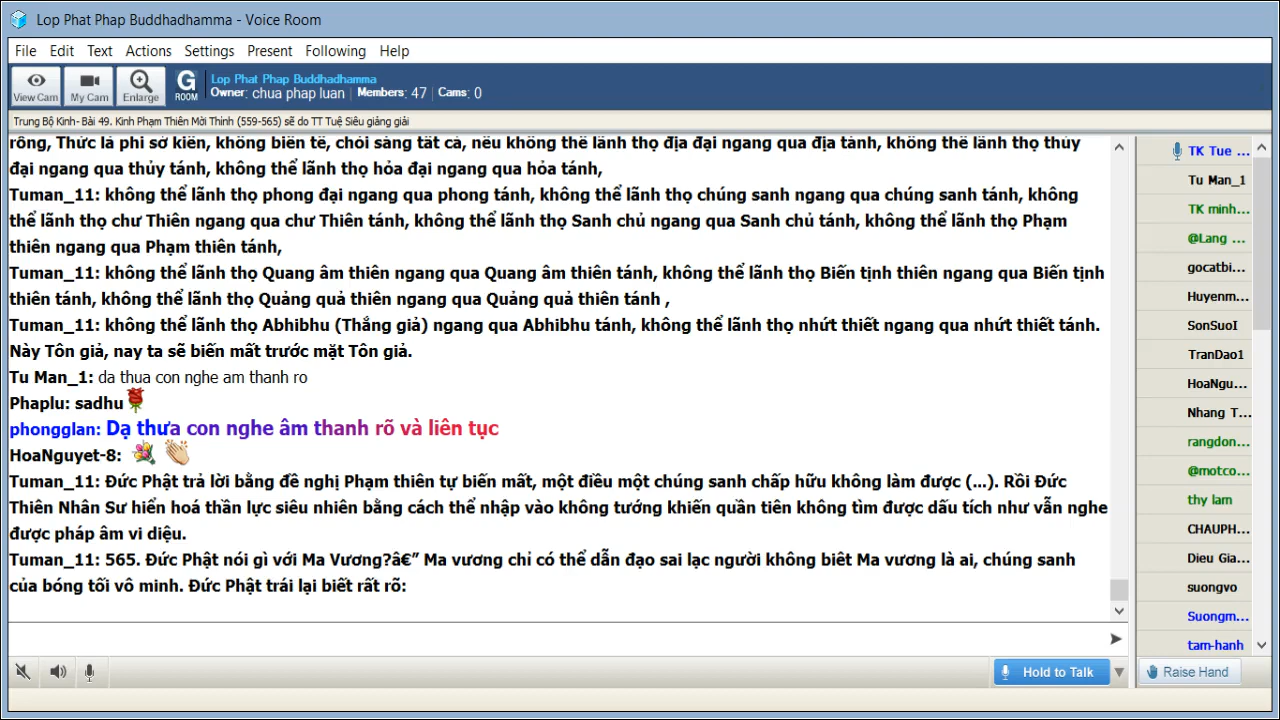 Lop Phat Phap Buddhadhamma - Voice Room
File Edit Text Actions Settings Present Following Help
View Cam My Cam Enlarge G ROOM
Lop Phat Phap Buddhadhamma
Owner: chua phap luan Members: 47 Cams: 0
Trung Bộ Kinh- Bài 49. Kinh Phạm Thiên Mời Thỉnh (559-565) sẽ do TT Tuệ Siêu giảng giải
rông, Thức là phi sở kiến, không biên tế, chói sáng tất cả, nếu không thể lãnh thọ địa đại ngang qua địa tánh, không thể lãnh thọ thủy
đại ngang qua thủy tánh, không thể lãnh thọ hỏa đại ngang qua hỏa tánh,
Tuman_11: không thể lãnh thọ phong đại ngang qua phong tánh, không thể lãnh thọ chúng sanh ngang qua chúng sanh tánh, không
thể lãnh thọ chư Thiên ngang qua chư Thiên tánh, không thể lãnh thọ Sanh chủ ngang qua Sanh chủ tánh, không thể lãnh thọ Phạm
thiên ngang qua Phạm thiên tánh,
Tuman_11: không thể lãnh thọ Quang âm thiên ngang qua Quang âm thiên tánh, không thể lãnh thọ Biến tịnh thiên ngang qua Biến tịnh
thiên tánh, không thể lãnh thọ Quảng quả thiên ngang qua Quảng quả thiên tánh ,
Tuman_11: không thể lãnh thọ Abhibhu (Thắng giả) ngang qua Abhibhu tánh, không thể lãnh thọ nhứt thiết ngang qua nhứt thiết tánh.
Này Tôn giả, nay ta sẽ biến mất trước mặt Tôn giả.
Tu Man_1: da thua con nghe am thanh ro
Phaplu: sadhu
phongglan: Dạ thưa con nghe âm thanh rõ và liên tục
HoaNguyet-8:
Tuman_11: Đức Phật trả lời bằng đề nghị Phạm thiên tự biến mất, một điều một chúng sanh chấp hữu không làm được (...). Rồi Đức
Thiên Nhân Sư hiển hoá thần lực siêu nhiên bằng cách thể nhập vào không tướng khiến quần tiên không tìm được dấu tích như vẫn nghe
được pháp âm vi diệu.
Tuman_11: 565. Đức Phật nói gì với Ma Vương?â€” Ma vương chỉ có thể dẫn đạo sai lạc người không biêt Ma vương là ai, chúng sanh
của bóng tối vô minh. Đức Phật trái lại biết rất rõ:
TK Tue ...
Tu Man_1
TK minh...
@Lang ...
gocatbi...
Huyenm...
SonSuoI
TranDao1
HoaNgu...
Nhang T...
rangdon...
@motco...
thy lam
CHAUPH...
Dieu Gia...
suongvo
Suongm...
tam-hanh
Hold to Talk
Raise Hand